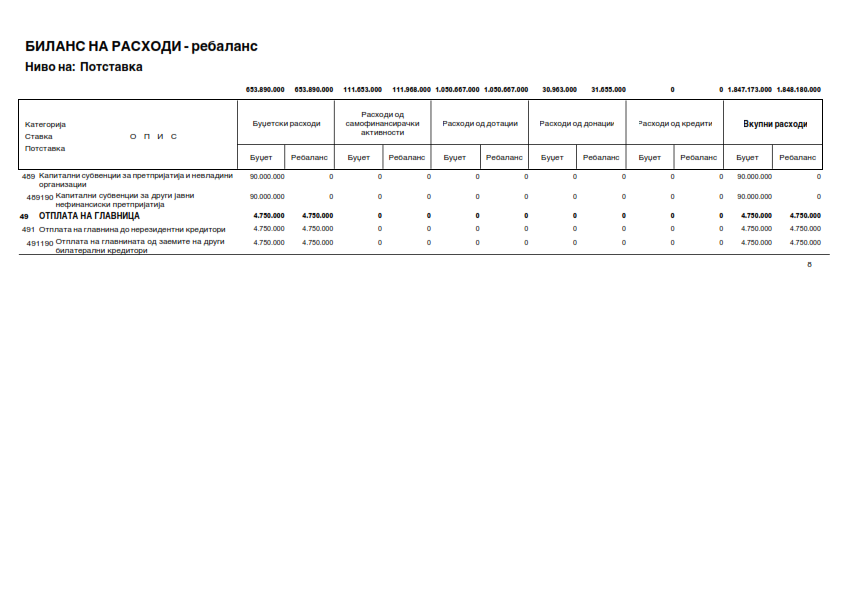 БИЛАНС НА РАСХОДИ - ребаланс
Ниво на: Потставка
653.890.000 653.890.000 111.653.000 111.968.000 1.050.667.000 1.050.667.000 30.963.000 31.655.000 0 0 1.847.173.000 1.848.180.000
Категорија
Ставка О П И С
Потставка
Буџетски расходи
Расходи од
самофинансирачки
активности
Расходи од дотации
Расходи од донации
Расходи од кредити
Вкупни расходи
Буџет Ребаланс Буџет Ребаланс Буџет Ребаланс Буџет Ребаланс Буџет Ребаланс Буџет Ребаланс
489 Капитални субвенции за претпријатија и невладини 90.000.000 0 0 0 0 0 0 0 0 0 90.000.000 0
организации
489190 Капитални субвенции за други јавни 90.000.000 0 0 0 0 0 0 0 0 0 90.000.000 0
нефинансиски претпријатија
49 ОТПЛАТА НА ГЛАВНИЦА 4.750.000 4.750.000 0 0 0 0 0 0 0 0 4.750.000 4.750.000
491 Отплата на главнина до нерезидентни кредитори 4.750.000 4.750.000 0 0 0 0 0 0 0 0 4.750.000 4.750.000
491190 Отплата на главнината од заемите на други 4.750.000 4.750.000 0 0 0 0 0 0 0 0 4.750.000 4.750.000
билатерални кредитори
8